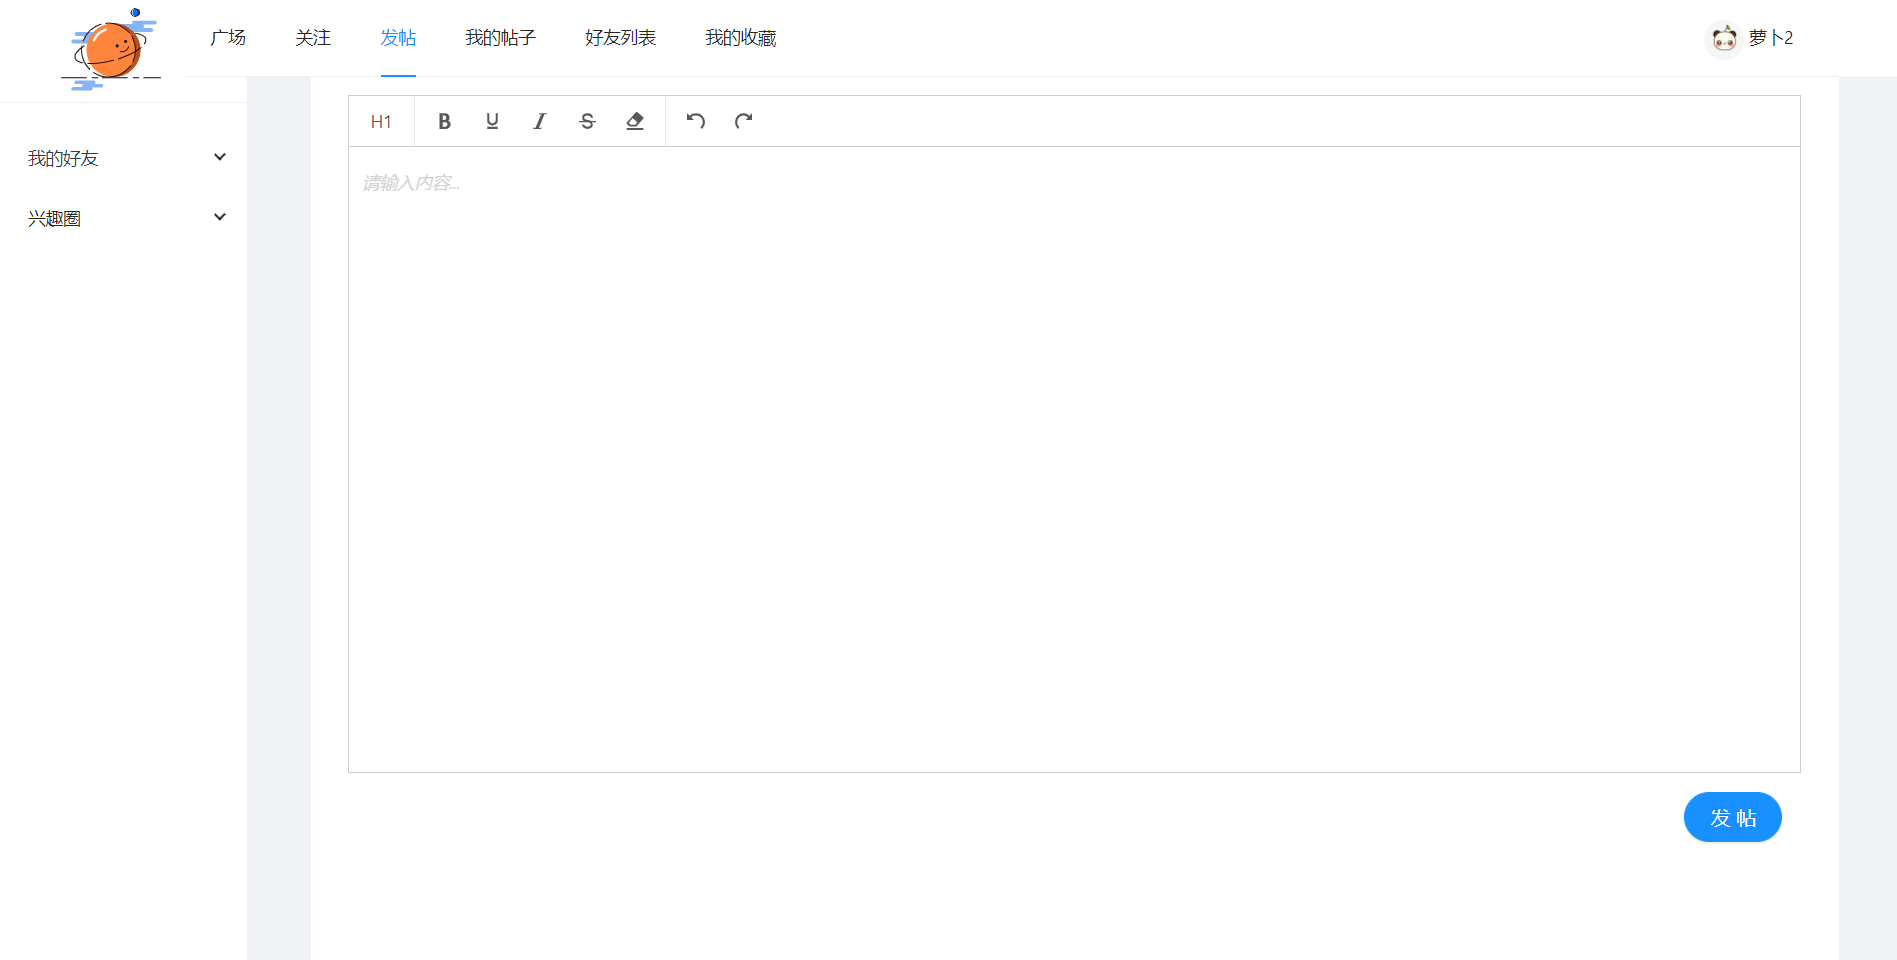 广场 关注 发帖 我的帖子 好友列表 我的收藏 萝卜2
我的好友
兴趣圈
H1 B U I S
请输入内容...
发帖